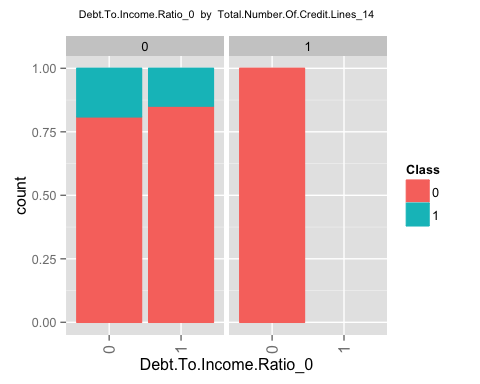 Debt.To.Income.Ratio_0 by Total.Number.Of.Credit.Lines_14
0 1
1.00
0.75
0.50
0.25
0.00
count
0 1 0 1
Debt.To.Income.Ratio_0
Class
0
1